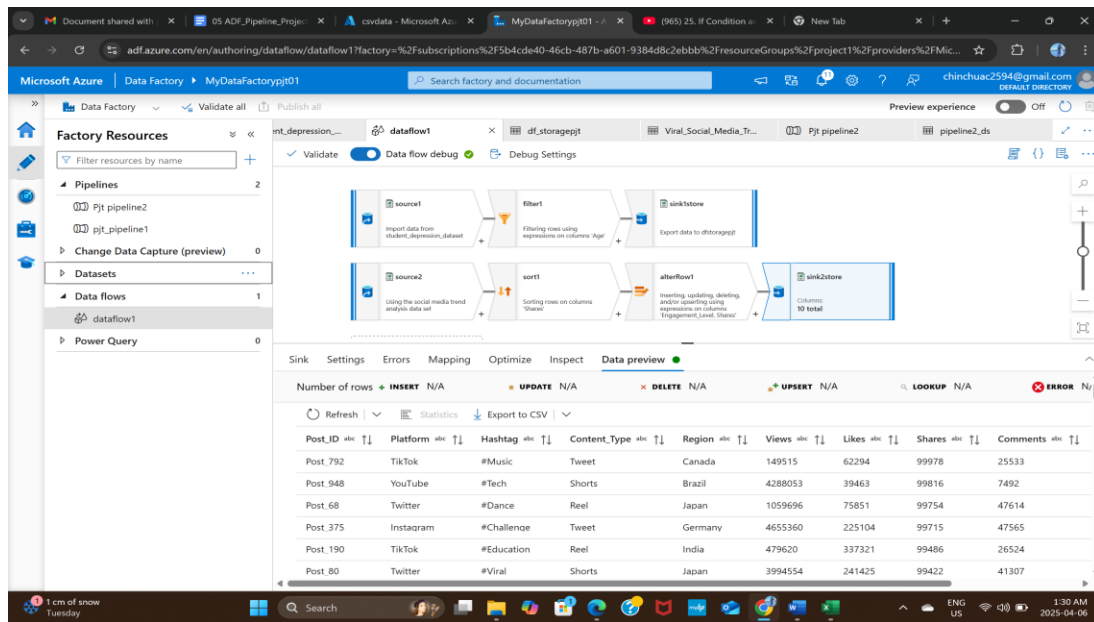 Document shared with
05 ADF_Pipeline_Projec
csvdata - Microsoft Azu
MyDataFactorypjt01 - A
(965) 25. If Condition ac
New Tab
adf.azure.com/en/authoring/dataflow/dataflow1?factory=%2Fsubscriptions%2F5b4cde40-46cb-487b-a601-9384d8c2ebbb%2FresourceGroups%2Fproject1%2Fproviders%2FMic...
Microsoft Azure
Data Factory
MyDataFactorypjt01
Search factory and documentation
chinchuac2594@gmail.com
DEFAULT DIRECTORY
Data Factory
Validate all
Publish all
Preview experience
Off
Factory Resources
Filter resources by name
Pipelines 2
Pjt pipeline2
pjt_pipeline1
Change Data Capture (preview) 0
Datasets
Data flows 1
dataflow1
Power Query 0
nt_depression_...
dataflow1
df_storagepjt
Viral_Social_Media_Tr...
Pjt pipeline2
pipeline2_ds
Validate
Data flow debug
Debug Settings
source1
Import data from
student_depression_dataset
filter1
Filtering rows using
expressions on columns 'Age'
sink1store
Export data to dfstoragepjt
source2
Using the social media trend
analysis data set
sort1
Sorting rows on columns
'Shares'
alterRow1
Inserting, updating, deleting,
and/or upserting using
expressions on columns
'Engagement_Level, Shares'
sink2store
Columns:
10 total
Sink Settings Errors Mapping Optimize Inspect Data preview
Number of rows + INSERT N/A UPDATE N/A DELETE N/A UPSERT N/A LOOKUP N/A ERROR N/
Refresh Statistics Export to CSV
Post_ID abc Platform abc Hashtag abc Content_Type abc Region abc Views abc Likes abc Shares abc Comments abc
Post_792 TikTok #Music Tweet Canada 149515 62294 99978 25533
Post_948 YouTube #Tech Shorts Brazil 4288053 39463 99816 7492
Post_68 Twitter #Dance Reel Japan 1059696 75851 99754 47614
Post_375 Instagram #Challenge Tweet Germany 4655360 225104 99715 47565
Post_190 TikTok #Education Reel India 479620 337321 99486 26524
Post_80 Twitter #Viral Shorts Japan 3994554 241425 99422 41307
1 cm of snow
Tuesday
Search
ENG
US
1:30 AM
2025-04-06